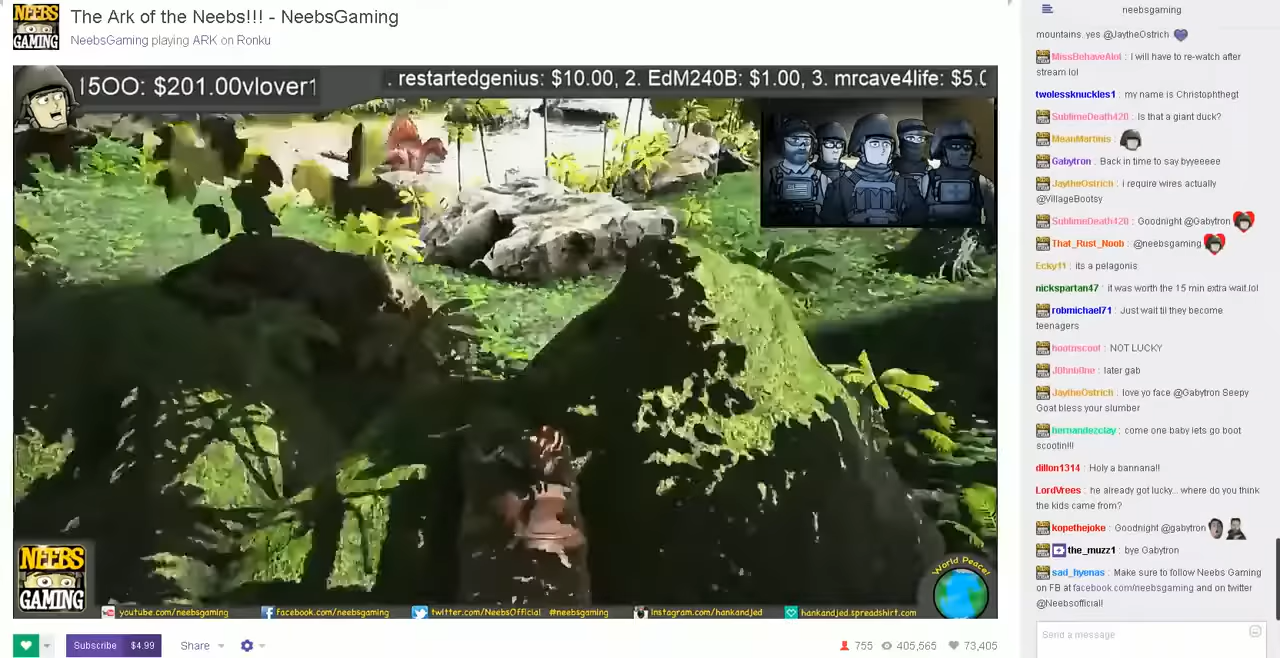 NEEBS
GAMING
The Ark of the Neebs!!! - NeebsGaming
NeebsGaming playing ARK on Ronku
1500: $201.00vlover1
. restartedgenius: $10.00, 2. EdM240B: $1.00, 3. mrcave4life: $5.0
NEEBS
GAMING
World Peace!
youtube.com/neebsgaming
facebook.com/neebsgaming
twitter.com/NeebsOfficial #neebsgaming
instagram.com/hankandjed
hankandjed.spreadshirt.com
Subscribe $4.99
Share
755 405,565 73,405
neebsgaming
mountains. yes @JaytheOstrich
MissBehaveAlot : I will have to re-watch after
stream lol
twolessknuckles1 : my name is Christophthegt
SublimeDeath420 : Is that a giant duck?
MeanMartinis :
Gabytron : Back in time to say byyeeeee
JaytheOstrich : i require wires actually
@VillageBootsy
SublimeDeath420 : Goodnight @Gabytron
That_Rust_Noob : @neebsgaming
Ecky11 : its a pelagonis
nickspartan47 : it was worth the 15 min extra wait lol
robmichael71 : Just wait til they become
teenagers
hootnscoot : NOT LUCKY
J0hnnOne : later gab
JaytheOstrich : love yo face @Gabytron Seepy
Goat bless your slumber
hernandezclay : come one baby lets go boot
scootin!!!
dillon1314 : Holy a bannana!!
LordVrees : he already got lucky... where do you think
the kids came from?
kopethejoke : Goodnight @gabytron
the_muzz1 : bye Gabytron
sad_hyenas : Make sure to follow Neebs Gaming
on FB at facebook.com/neebsgaming and on twitter
@Neebsofficial!
Send a message